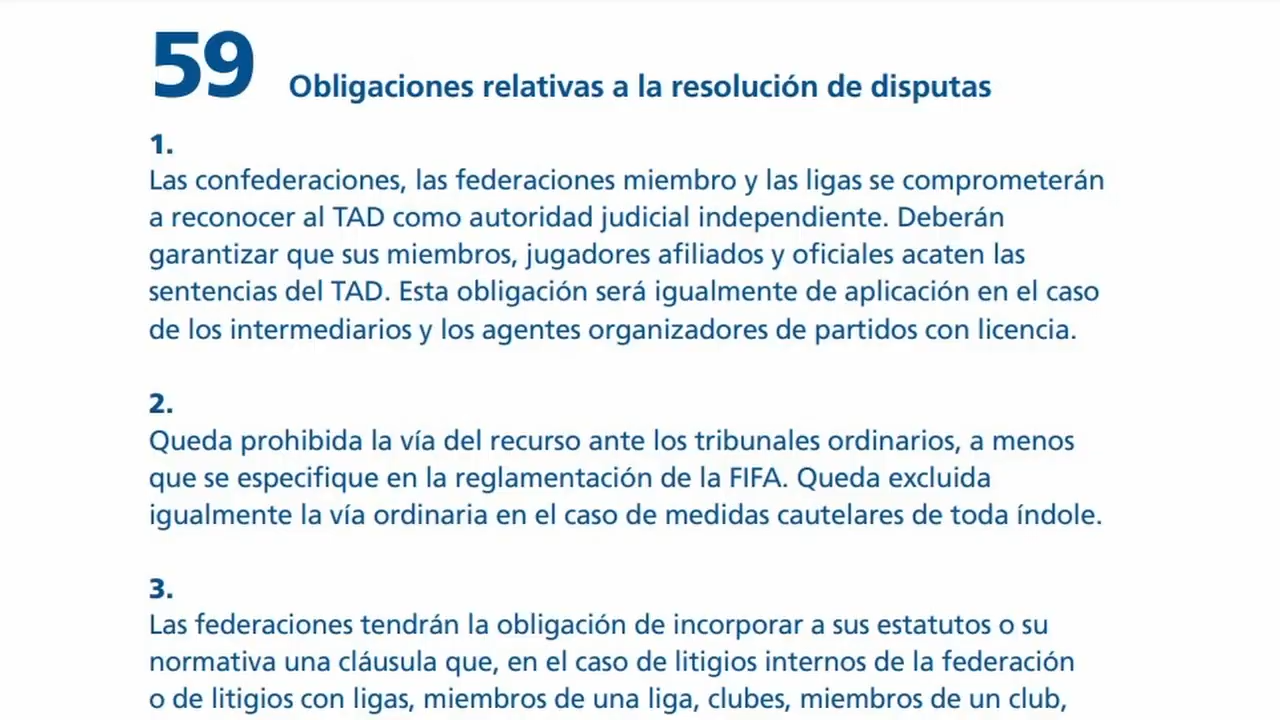 59 Obligaciones relativas a la resolución de disputas
1.
Las confederaciones, las federaciones miembro y las ligas se comprometerán
a reconocer al TAD como autoridad judicial independiente. Deberán
garantizar que sus miembros, jugadores afiliados y oficiales acaten las
sentencias del TAD. Esta obligación será igualmente de aplicación en el caso
de los intermediarios y los agentes organizadores de partidos con licencia.
2.
Queda prohibida la vía del recurso ante los tribunales ordinarios, a menos
que se especifique en la reglamentación de la FIFA. Queda excluida
igualmente la vía ordinaria en el caso de medidas cautelares de toda índole.
3.
Las federaciones tendrán la obligación de incorporar a sus estatutos o su
normativa una cláusula que, en el caso de litigios internos de la federación
o de litigios con ligas, miembros de una liga, clubes, miembros de un club,